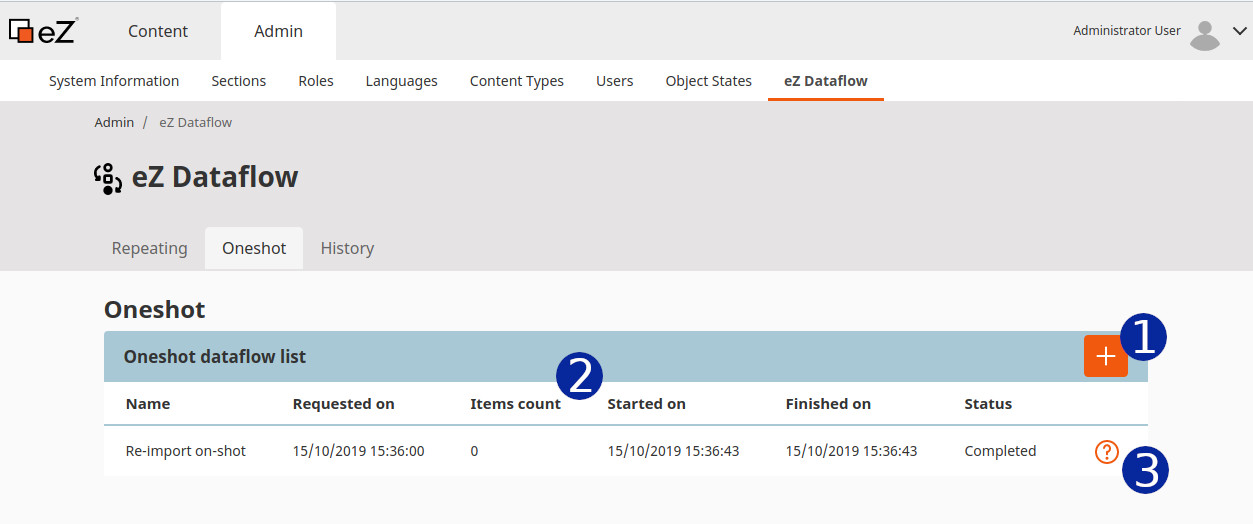 eZ Content Admin Administrator User
System Information Sections Roles Languages Content Types Users Object States eZ Dataflow
Admin / eZ Dataflow
eZ Dataflow
Repeating Oneshot History
Oneshot
1
Oneshot dataflow list +
2
Name Requested on Items count Started on Finished on Status
Re-import on-shot 15/10/2019 15:36:00 0 15/10/2019 15:36:43 15/10/2019 15:36:43 Completed ?
3